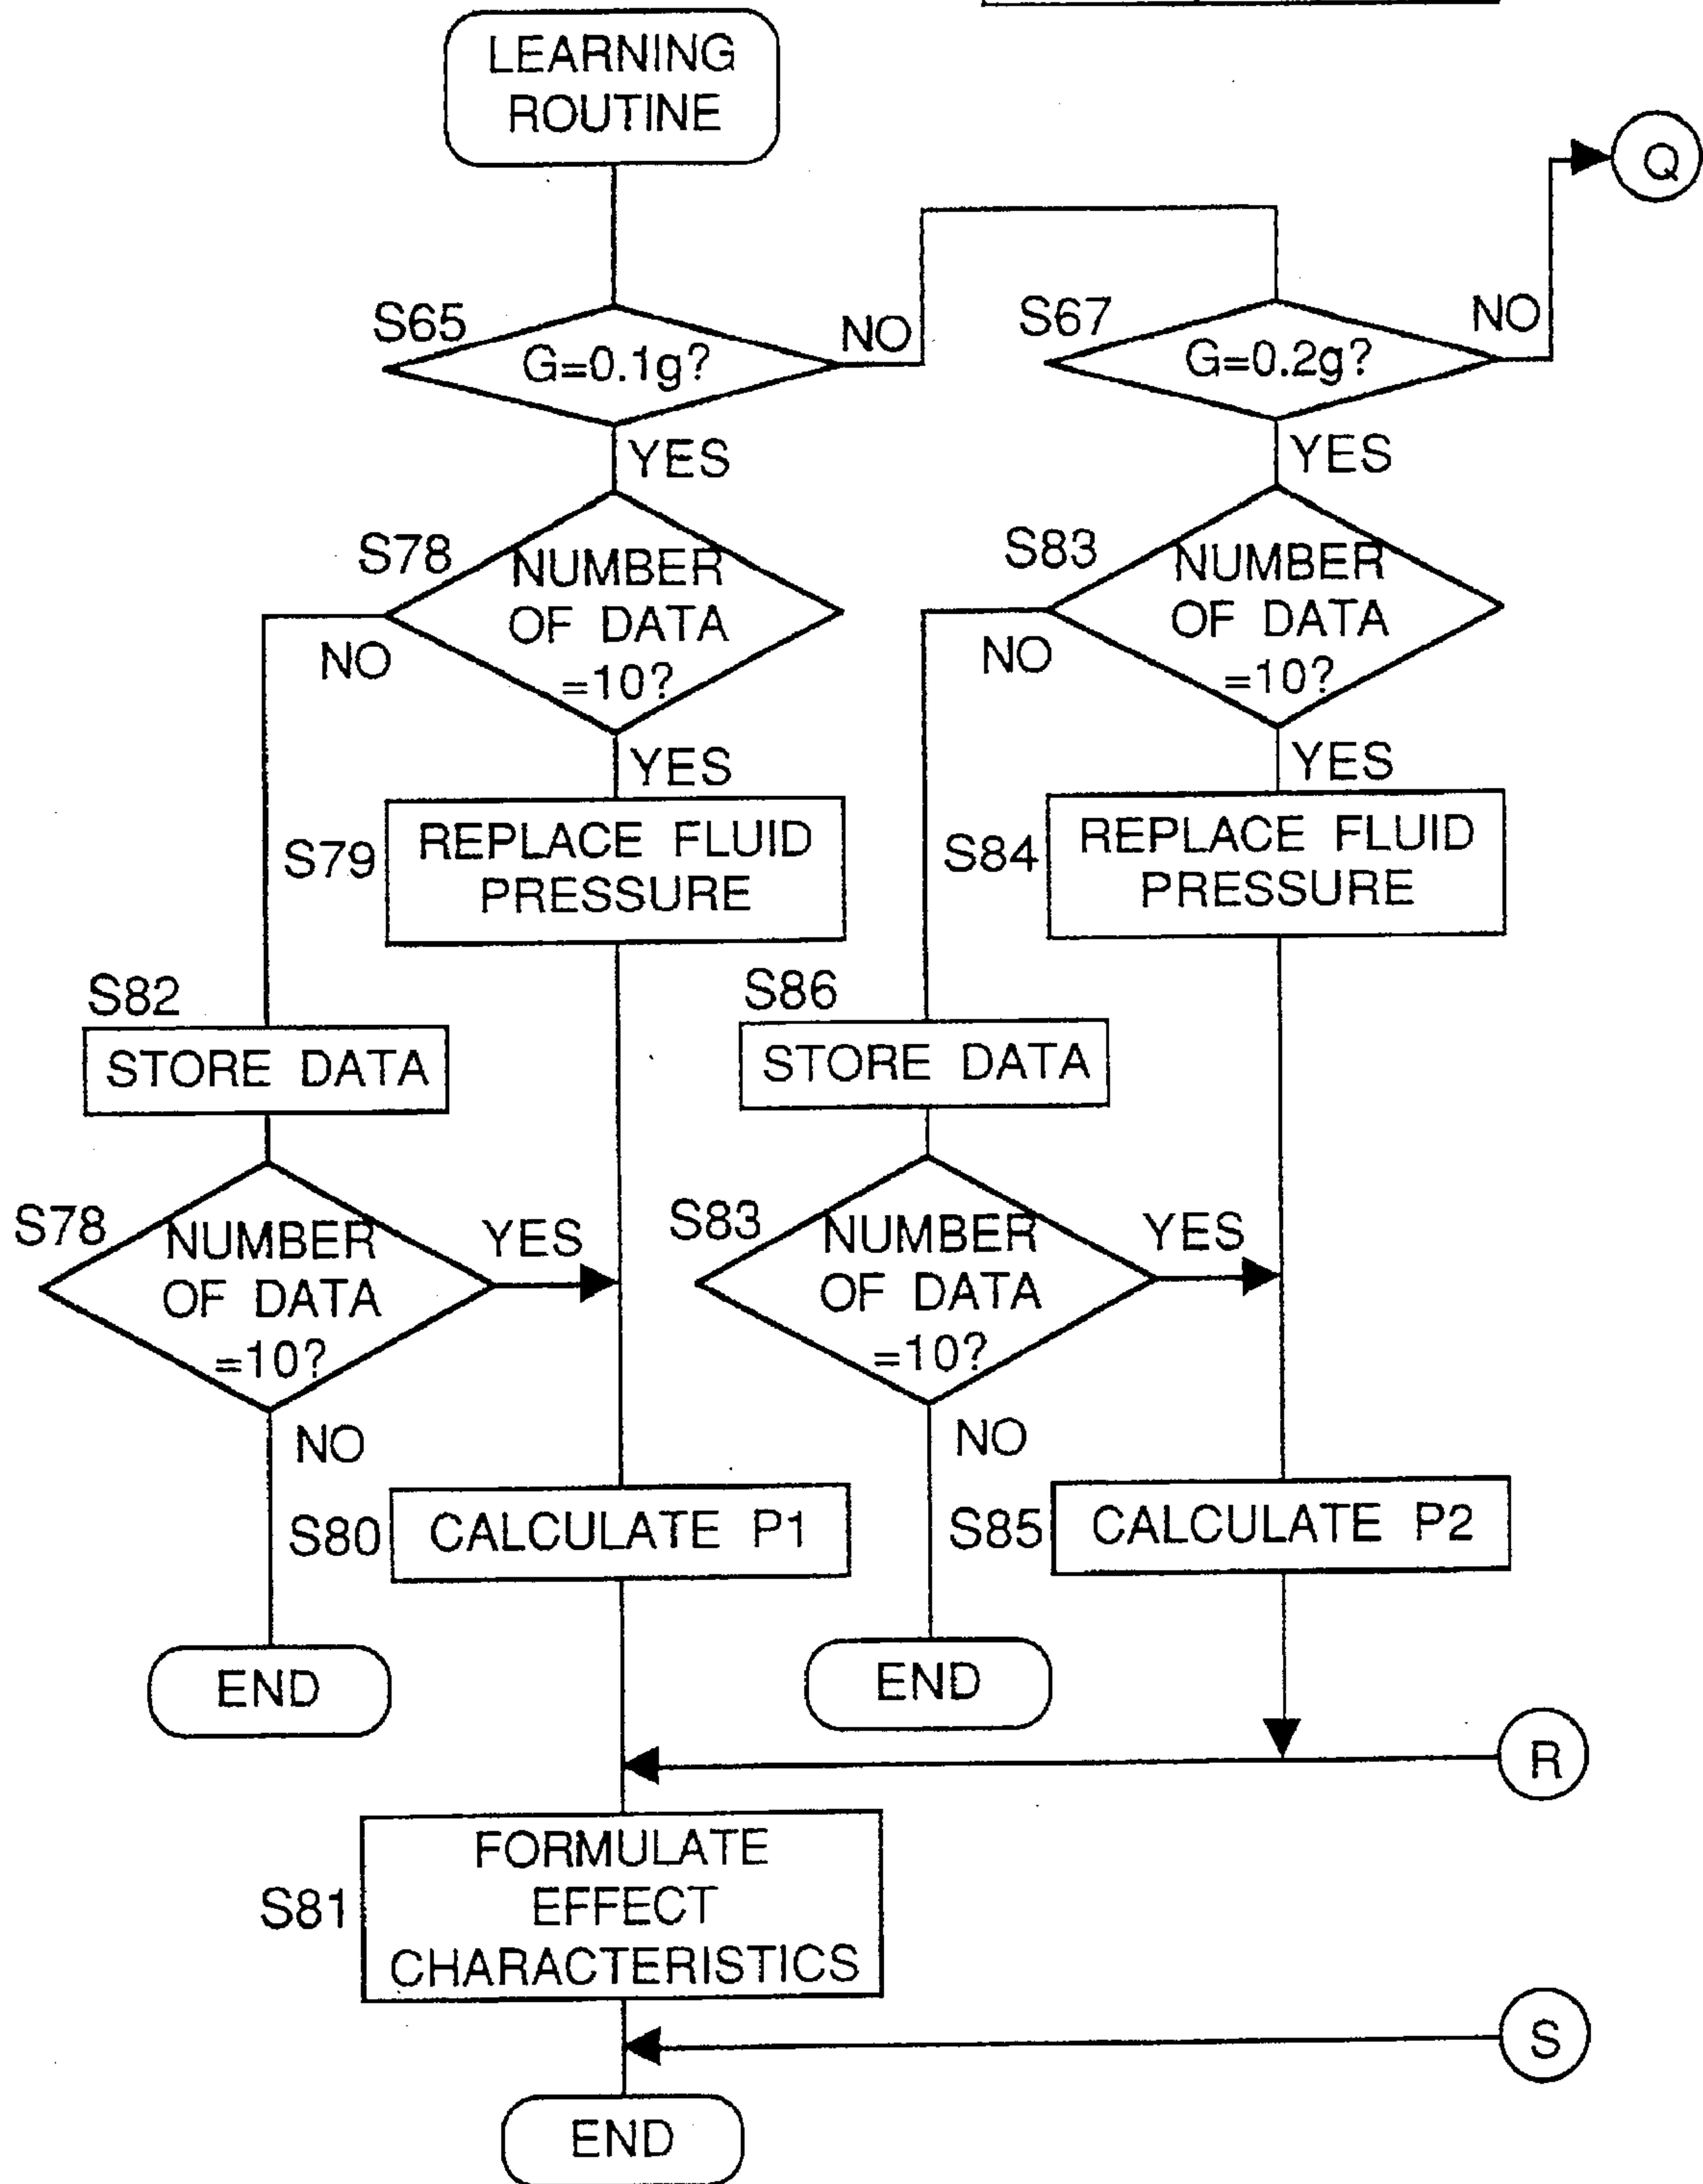 LEARNING
ROUTINE
Q
S65
G=0.1g?
NO
S67
G=0.2g?
NO
YES
YES
S78
NUMBER
OF DATA
=10?
NO
S83
NUMBER
OF DATA
=10?
NO
YES
YES
S79
REPLACE FLUID
PRESSURE
S84
REPLACE FLUID
PRESSURE
S82
STORE DATA
S86
STORE DATA
S78
NUMBER
OF DATA
=10?
YES
S83
NUMBER
OF DATA
=10?
YES
NO
NO
S80
CALCULATE P1
S85
CALCULATE P2
END
END
R
S81
FORMULATE
EFFECT
CHARACTERISTICS
S
END